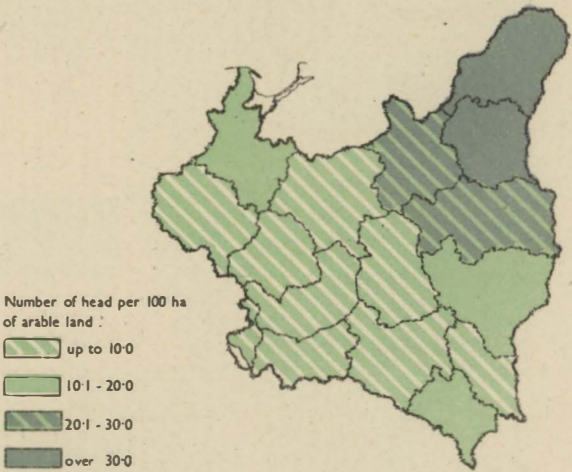 Number of head per 100 ha
of arable land :
up to 10·0
10·1 - 20·0
20·1 - 30·0
over 30·0